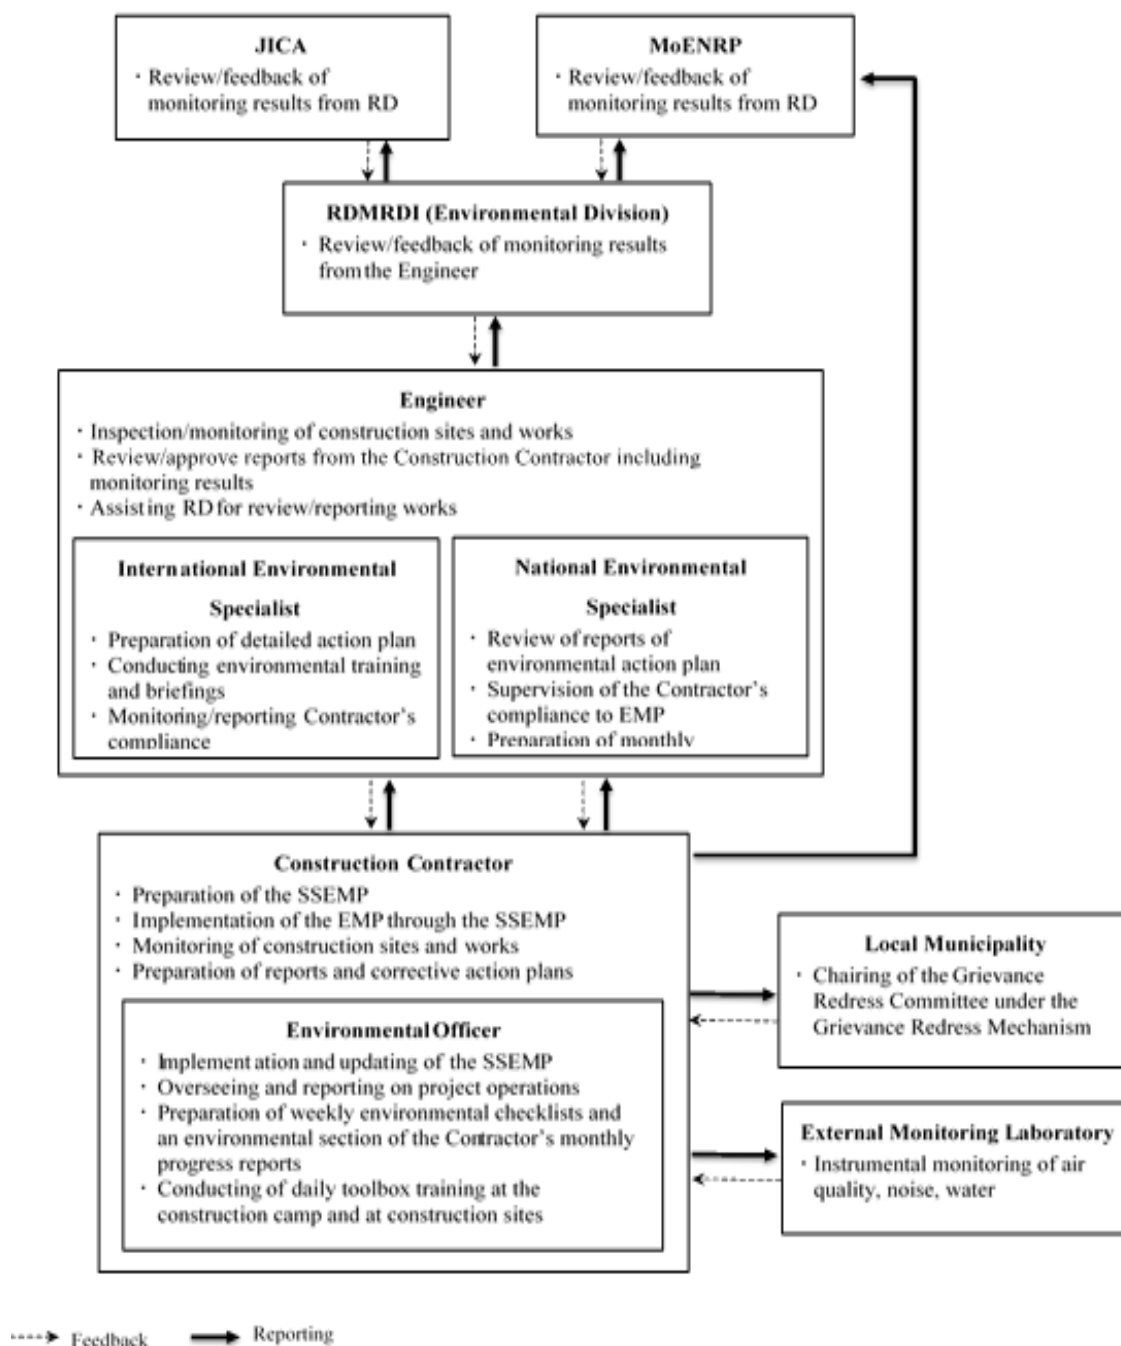 JICA
· Review/feedback of
monitoring results from RD
MoENRP
· Review/feedback of
monitoring results from RD
RDMRDI (Environmental Division)
· Review/feedback of monitoring results
from the Engineer
Engineer
· Inspection/monitoring of construction sites and works
· Review/approve reports from the Construction Contractor including
monitoring results
· Assisting RD for review/reporting works
International Environmental
Specialist
· Preparation of detailed action plan
· Conducting environmental training
and briefings
· Monitoring/reporting Contractor's
compliance
National Environmental
Specialist
· Review of reports of
environmental action plan
· Supervision of the Contractor's
compliance to EMP
· Preparation of monthly
Construction Contractor
· Preparation of the SSEMP
· Implementation of the EMP through the SSEMP
· Monitoring of construction sites and works
· Preparation of reports and corrective action plans
Environmental Officer
· Implementation and updating of the SSEMP
· Overseeing and reporting on project operations
· Preparation of weekly environmental checklists and
an environmental section of the Contractor's monthly
progress reports
· Conducting of daily toolbox training at the
construction camp and at construction sites
Local Municipality
· Chairing of the Grievance
Redress Committee under the
Grievance Redress Mechanism
External Monitoring Laboratory
· Instrumental monitoring of air
quality, noise, water
Feedback
Reporting